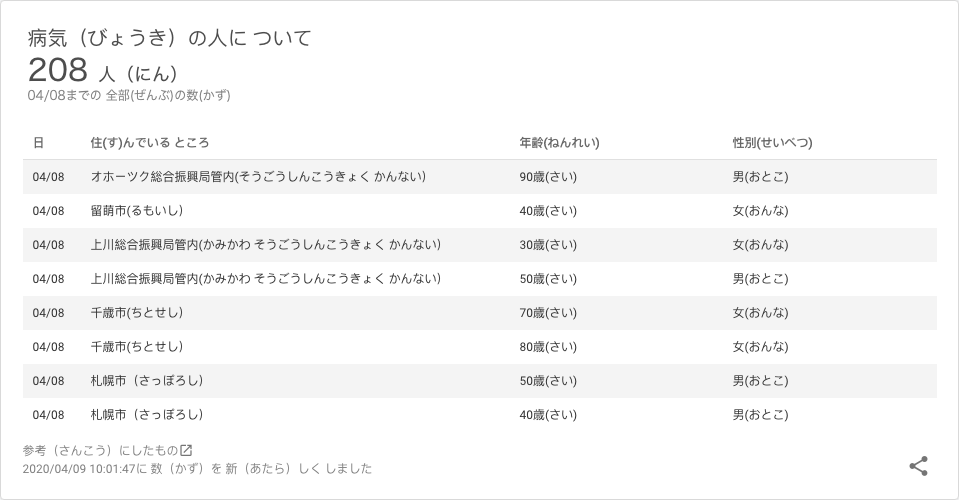 病気（びょうき）の人に ついて
208 人（にん）
04/08までの 全部(ぜんぶ)の数(かず)
日 住(す)んでいる ところ 年齢(ねんれい) 性別(せいべつ)
04/08 オホーツク総合振興局管内(そうごうしんこうきょく かんない） 90歳(さい) 男(おとこ)
04/08 留萌市(るもいし） 40歳(さい) 女(おんな)
04/08 上川総合振興局管内(かみかわ そうごうしんこうきょく かんない） 30歳(さい) 女(おんな)
04/08 上川総合振興局管内(かみかわ そうごうしんこうきょく かんない） 50歳(さい) 男(おとこ)
04/08 千歳市(ちとせし） 70歳(さい) 女(おんな)
04/08 千歳市(ちとせし） 80歳(さい) 女(おんな)
04/08 札幌市（さっぽろし） 50歳(さい) 男(おとこ)
04/08 札幌市（さっぽろし） 40歳(さい) 男(おとこ)
参考（さんこう）にしたもの
2020/04/09 10:01:47に 数（かず）を 新（あたら）しく しました